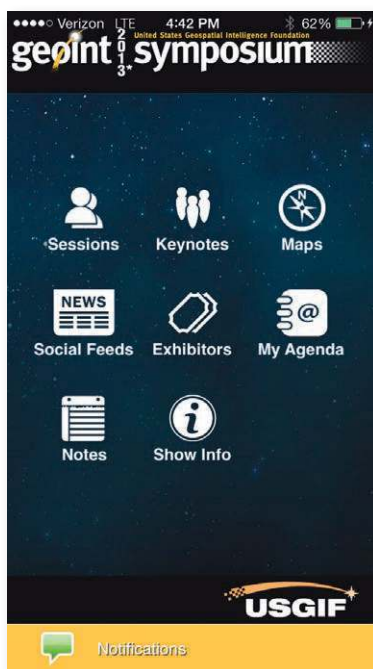 Verizon LTE 4:42 PM 62%
United States Geospatial Intelligence Foundation
geoint 2013* symposium
N
Sessions Keynotes Maps
NEWS @
Social Feeds Exhibitors My Agenda
i
Notes Show Info
USGIF
Notifications